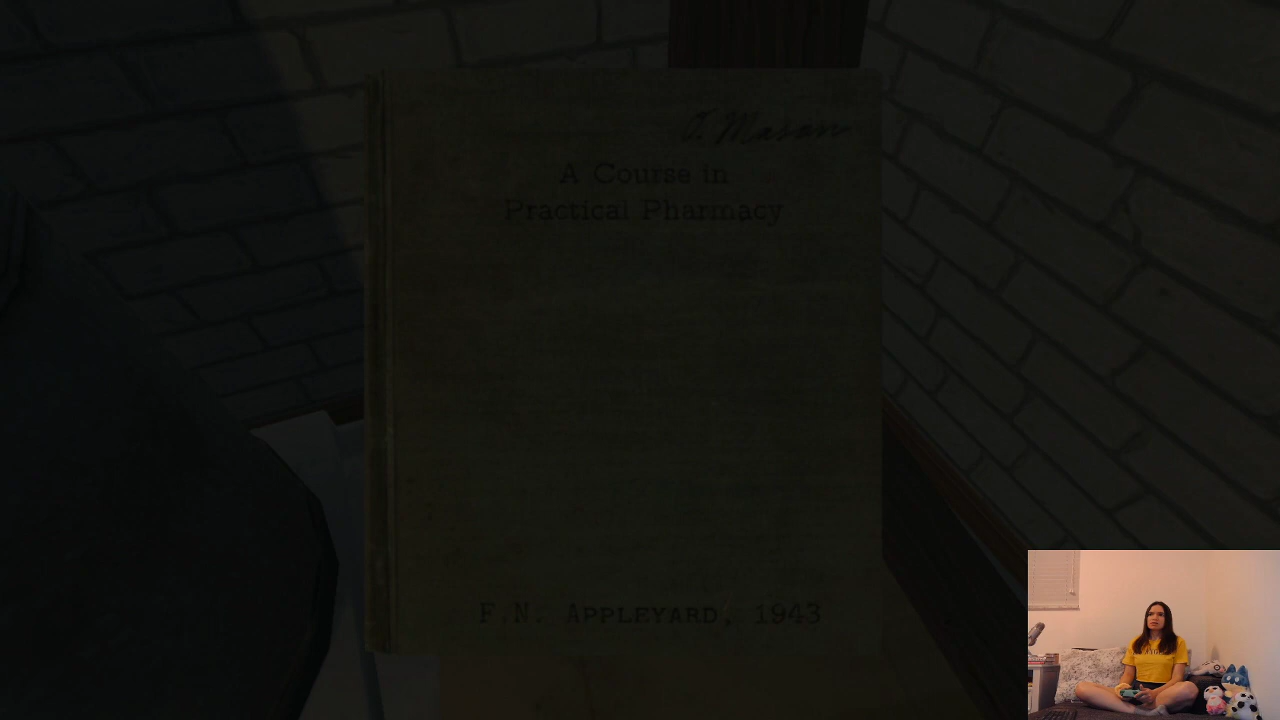 J. Mason
A Course in
Practical Pharmacy
F.N. APPLEYARD, 1943